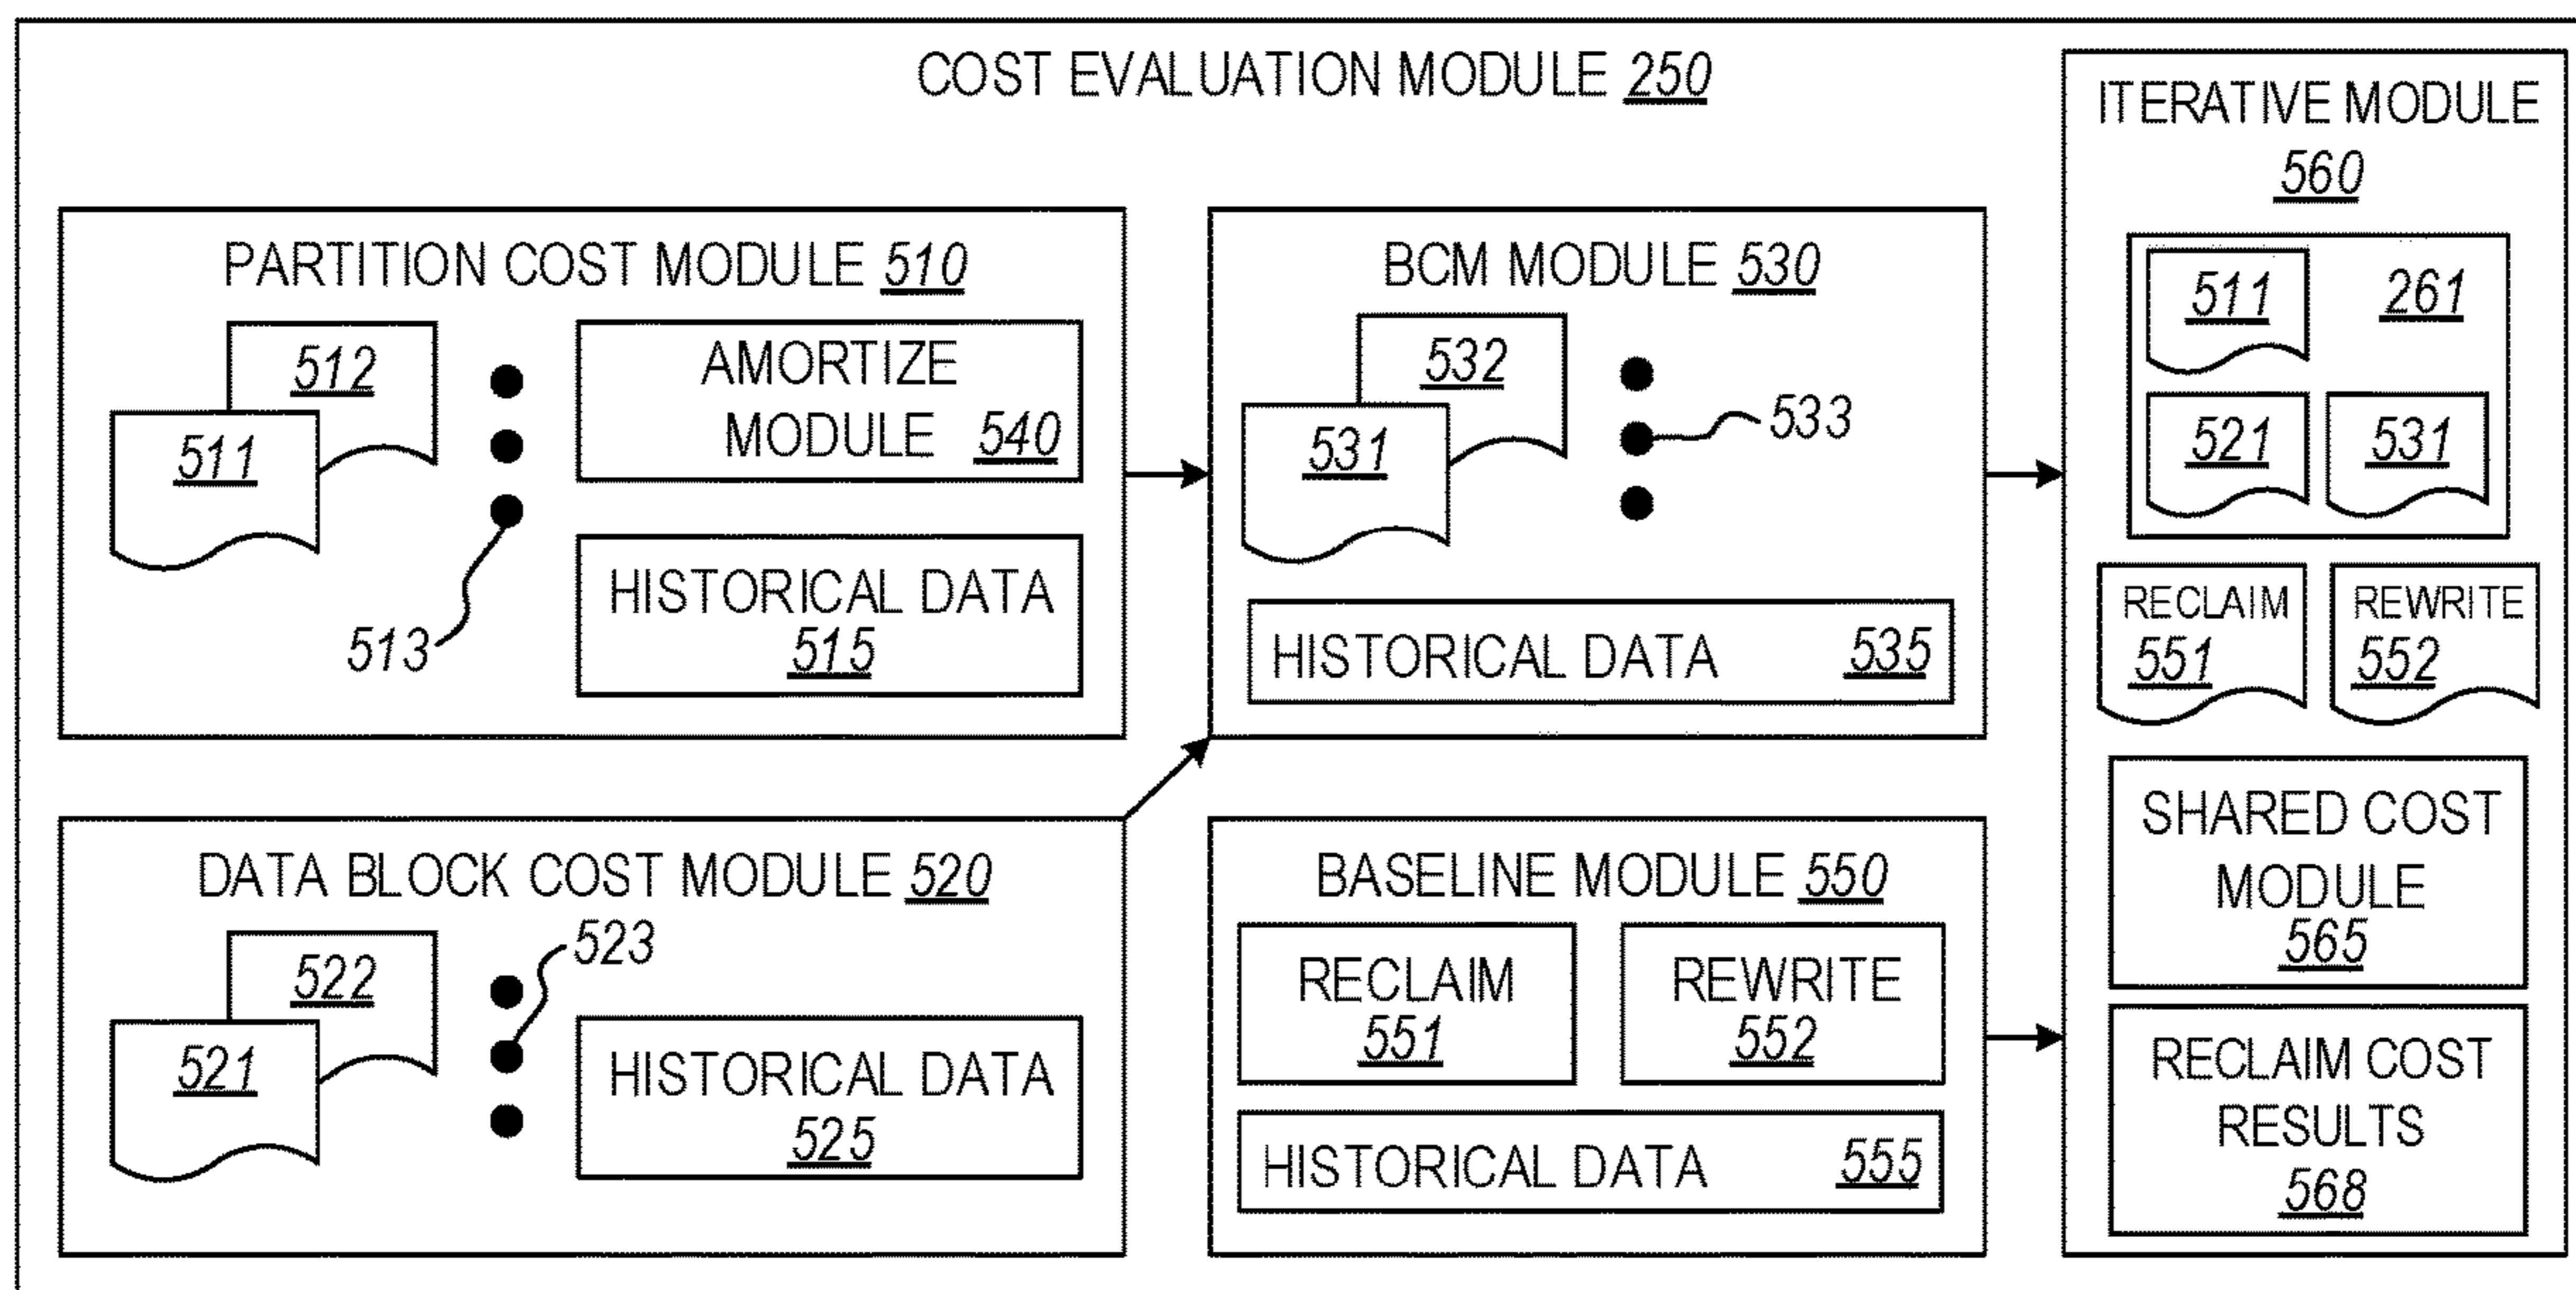 COST EVALUATION MODULE 250
PARTITION COST MODULE 510
512
511
513
AMORTIZE
MODULE 540
HISTORICAL DATA
515
DATA BLOCK COST MODULE 520
522
521
523
HISTORICAL DATA
525
BCM MODULE 530
532
531
533
HISTORICAL DATA 535
BASELINE MODULE 550
RECLAIM
551
REWRITE
552
HISTORICAL DATA 555
ITERATIVE MODULE
560
511 261
521 531
RECLAIM
551
REWRITE
552
SHARED COST
MODULE
565
RECLAIM COST
RESULTS
568